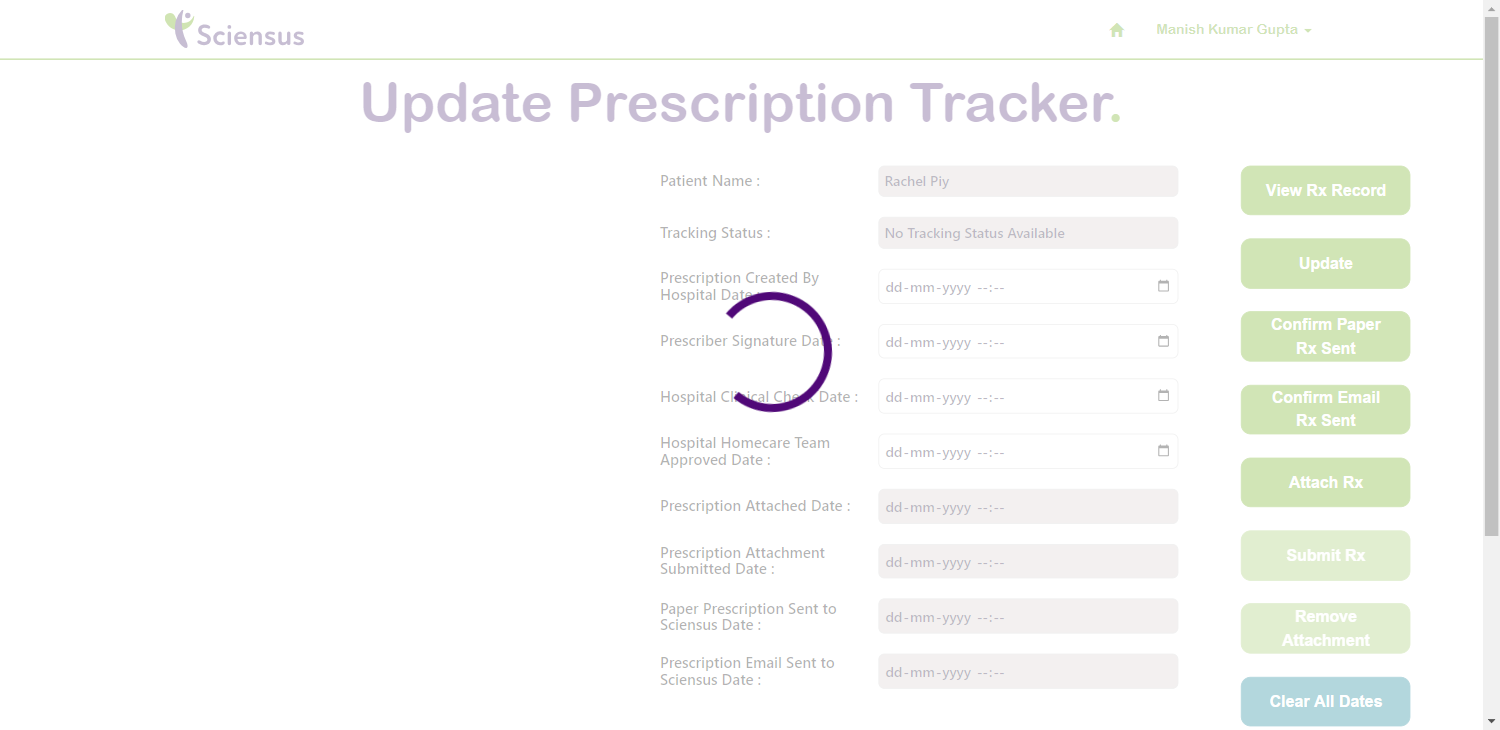 Sciensus
Manish Kumar Gupta
Update Prescription Tracker.
Patient Name :
Rachel Piy
View Rx Record
Tracking Status :
No Tracking Status Available
Update
Prescription Created By
Hospital Date :
dd-mm-yyyy --:--
Confirm Paper
Rx Sent
Prescriber Signature Date :
dd-mm-yyyy --:--
Hospital Clinical Check Date :
dd-mm-yyyy --:--
Confirm Email
Rx Sent
Hospital Homecare Team
Approved Date :
dd-mm-yyyy --:--
Attach Rx
Prescription Attached Date :
dd-mm-yyyy --:--
Prescription Attachment
Submitted Date :
dd-mm-yyyy --:--
Submit Rx
Paper Prescription Sent to
Sciensus Date :
dd-mm-yyyy --:--
Remove
Attachment
Prescription Email Sent to
Sciensus Date :
dd-mm-yyyy --:--
Clear All Dates